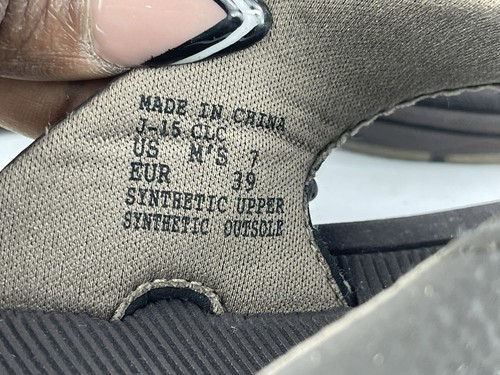 MADE IN CHINA
J-15 CLC
US M'S 7
EUR 39
SYNTHETIC UPPER
SYNTHETIC OUTSOLE